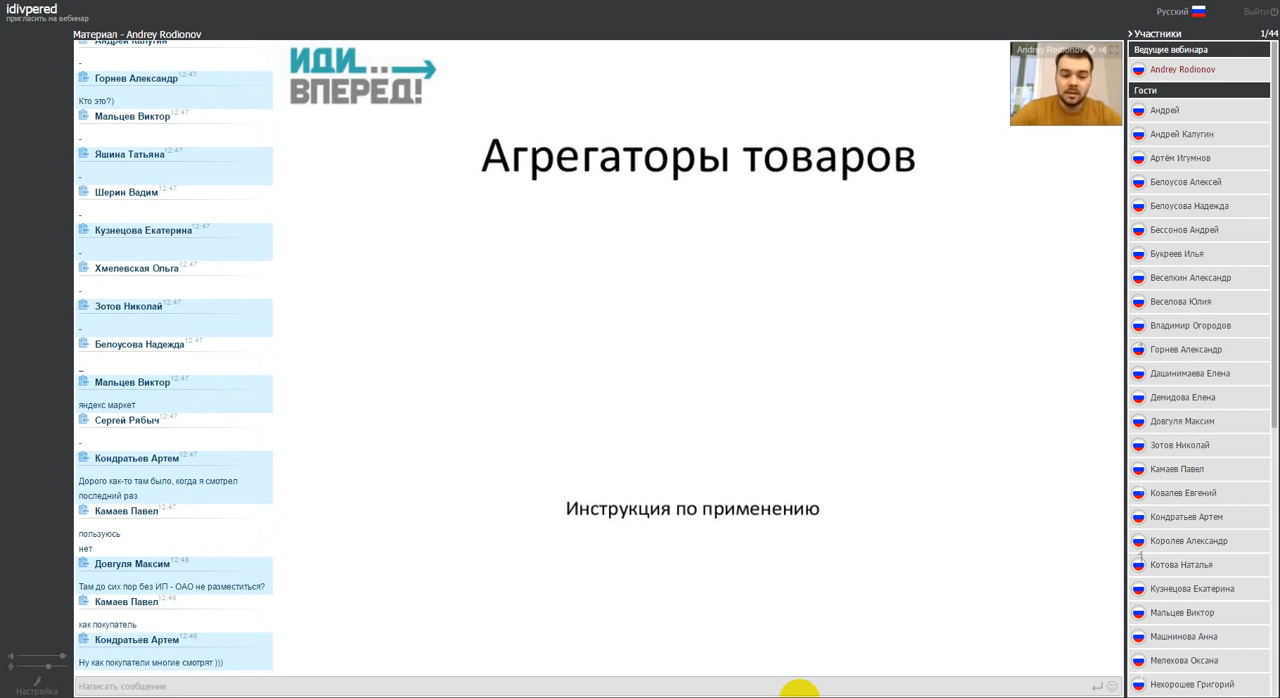 idivpered
пригласить на вебинар
Русский
Выйти
Материал - Andrey Rodionov
Андрей Калугин
-
Горнев Александр 12:47
Кто это?)
Мальцев Виктор 12:47
-
Яшина Татьяна 12:47
-
Шерин Вадим 12:47
-
Кузнецова Екатерина 12:47
-
Хмелевская Ольга 12:47
-
Зотов Николай 12:47
-
Белоусова Надежда 12:47
_
Мальцев Виктор 12:47
яндекс маркет
Сергей Рябыч 12:47
-
Кондратьев Артем 12:47
Дорого как-то там было, когда я смотрел
последний раз
Камаев Павел 12:47
пользуюсь
нет
Довгуля Максим 12:48
Там до сих пор без ИП - ОАО не разместиться?
Камаев Павел 12:48
как покупатель
Кондратьев Артем 12:48
Ну как покупатели многие смотрят )))
Написать сообщение
Настройка
ИДИ...
ВПЕРЕД!
Агрегаторы товаров
Инструкция по применению
Andrey Rodionov
Участники 1/44
Ведущие вебинара
Andrey Rodionov
Гости
Андрей
Андрей Калугин
Артём Игумнов
Белоусов Алексей
Белоусова Надежда
Бессонов Андрей
Букреев Илья
Веселкин Александр
Веселова Юлия
Владимир Огородов
Горнев Александр
Дашинимаева Елена
Демидова Елена
Довгуля Максим
Зотов Николай
Камаев Павел
Ковалев Евгений
Кондратьев Артем
Королев Александр
Котова Наталья
Кузнецова Екатерина
Мальцев Виктор
Машнинова Анна
Мелехова Оксана
Нехорошев Григорий